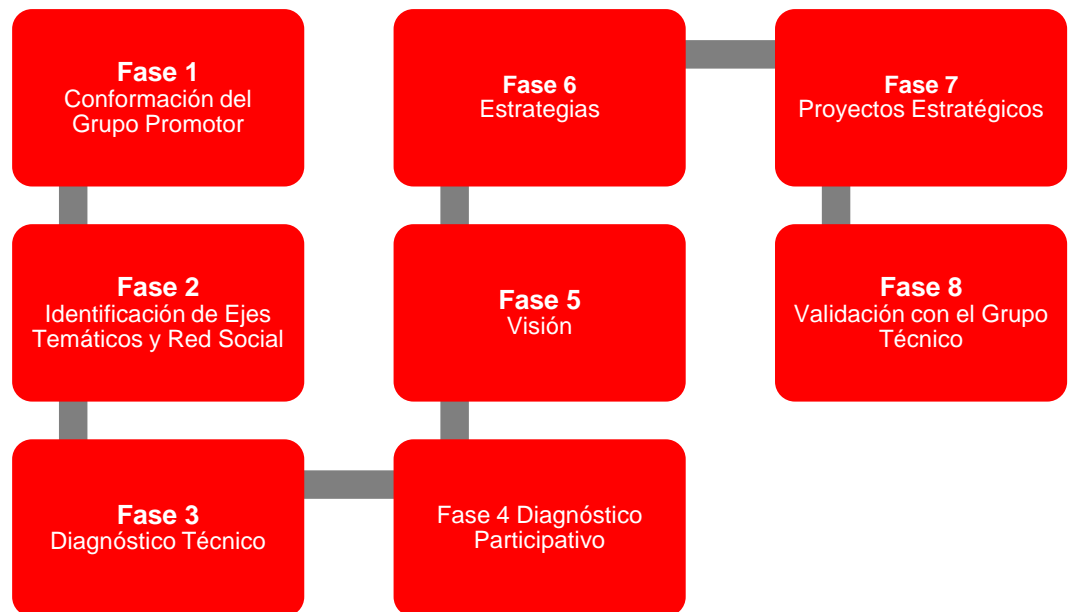 Fase 1
Conformación del
Grupo Promotor
Fase 2
Identificación de Ejes
Temáticos y Red Social
Fase 3
Diagnóstico Técnico
Fase 4 Diagnóstico
Participativo
Fase 5
Visión
Fase 6
Estrategias
Fase 7
Proyectos Estratégicos
Fase 8
Validación con el Grupo
Técnico